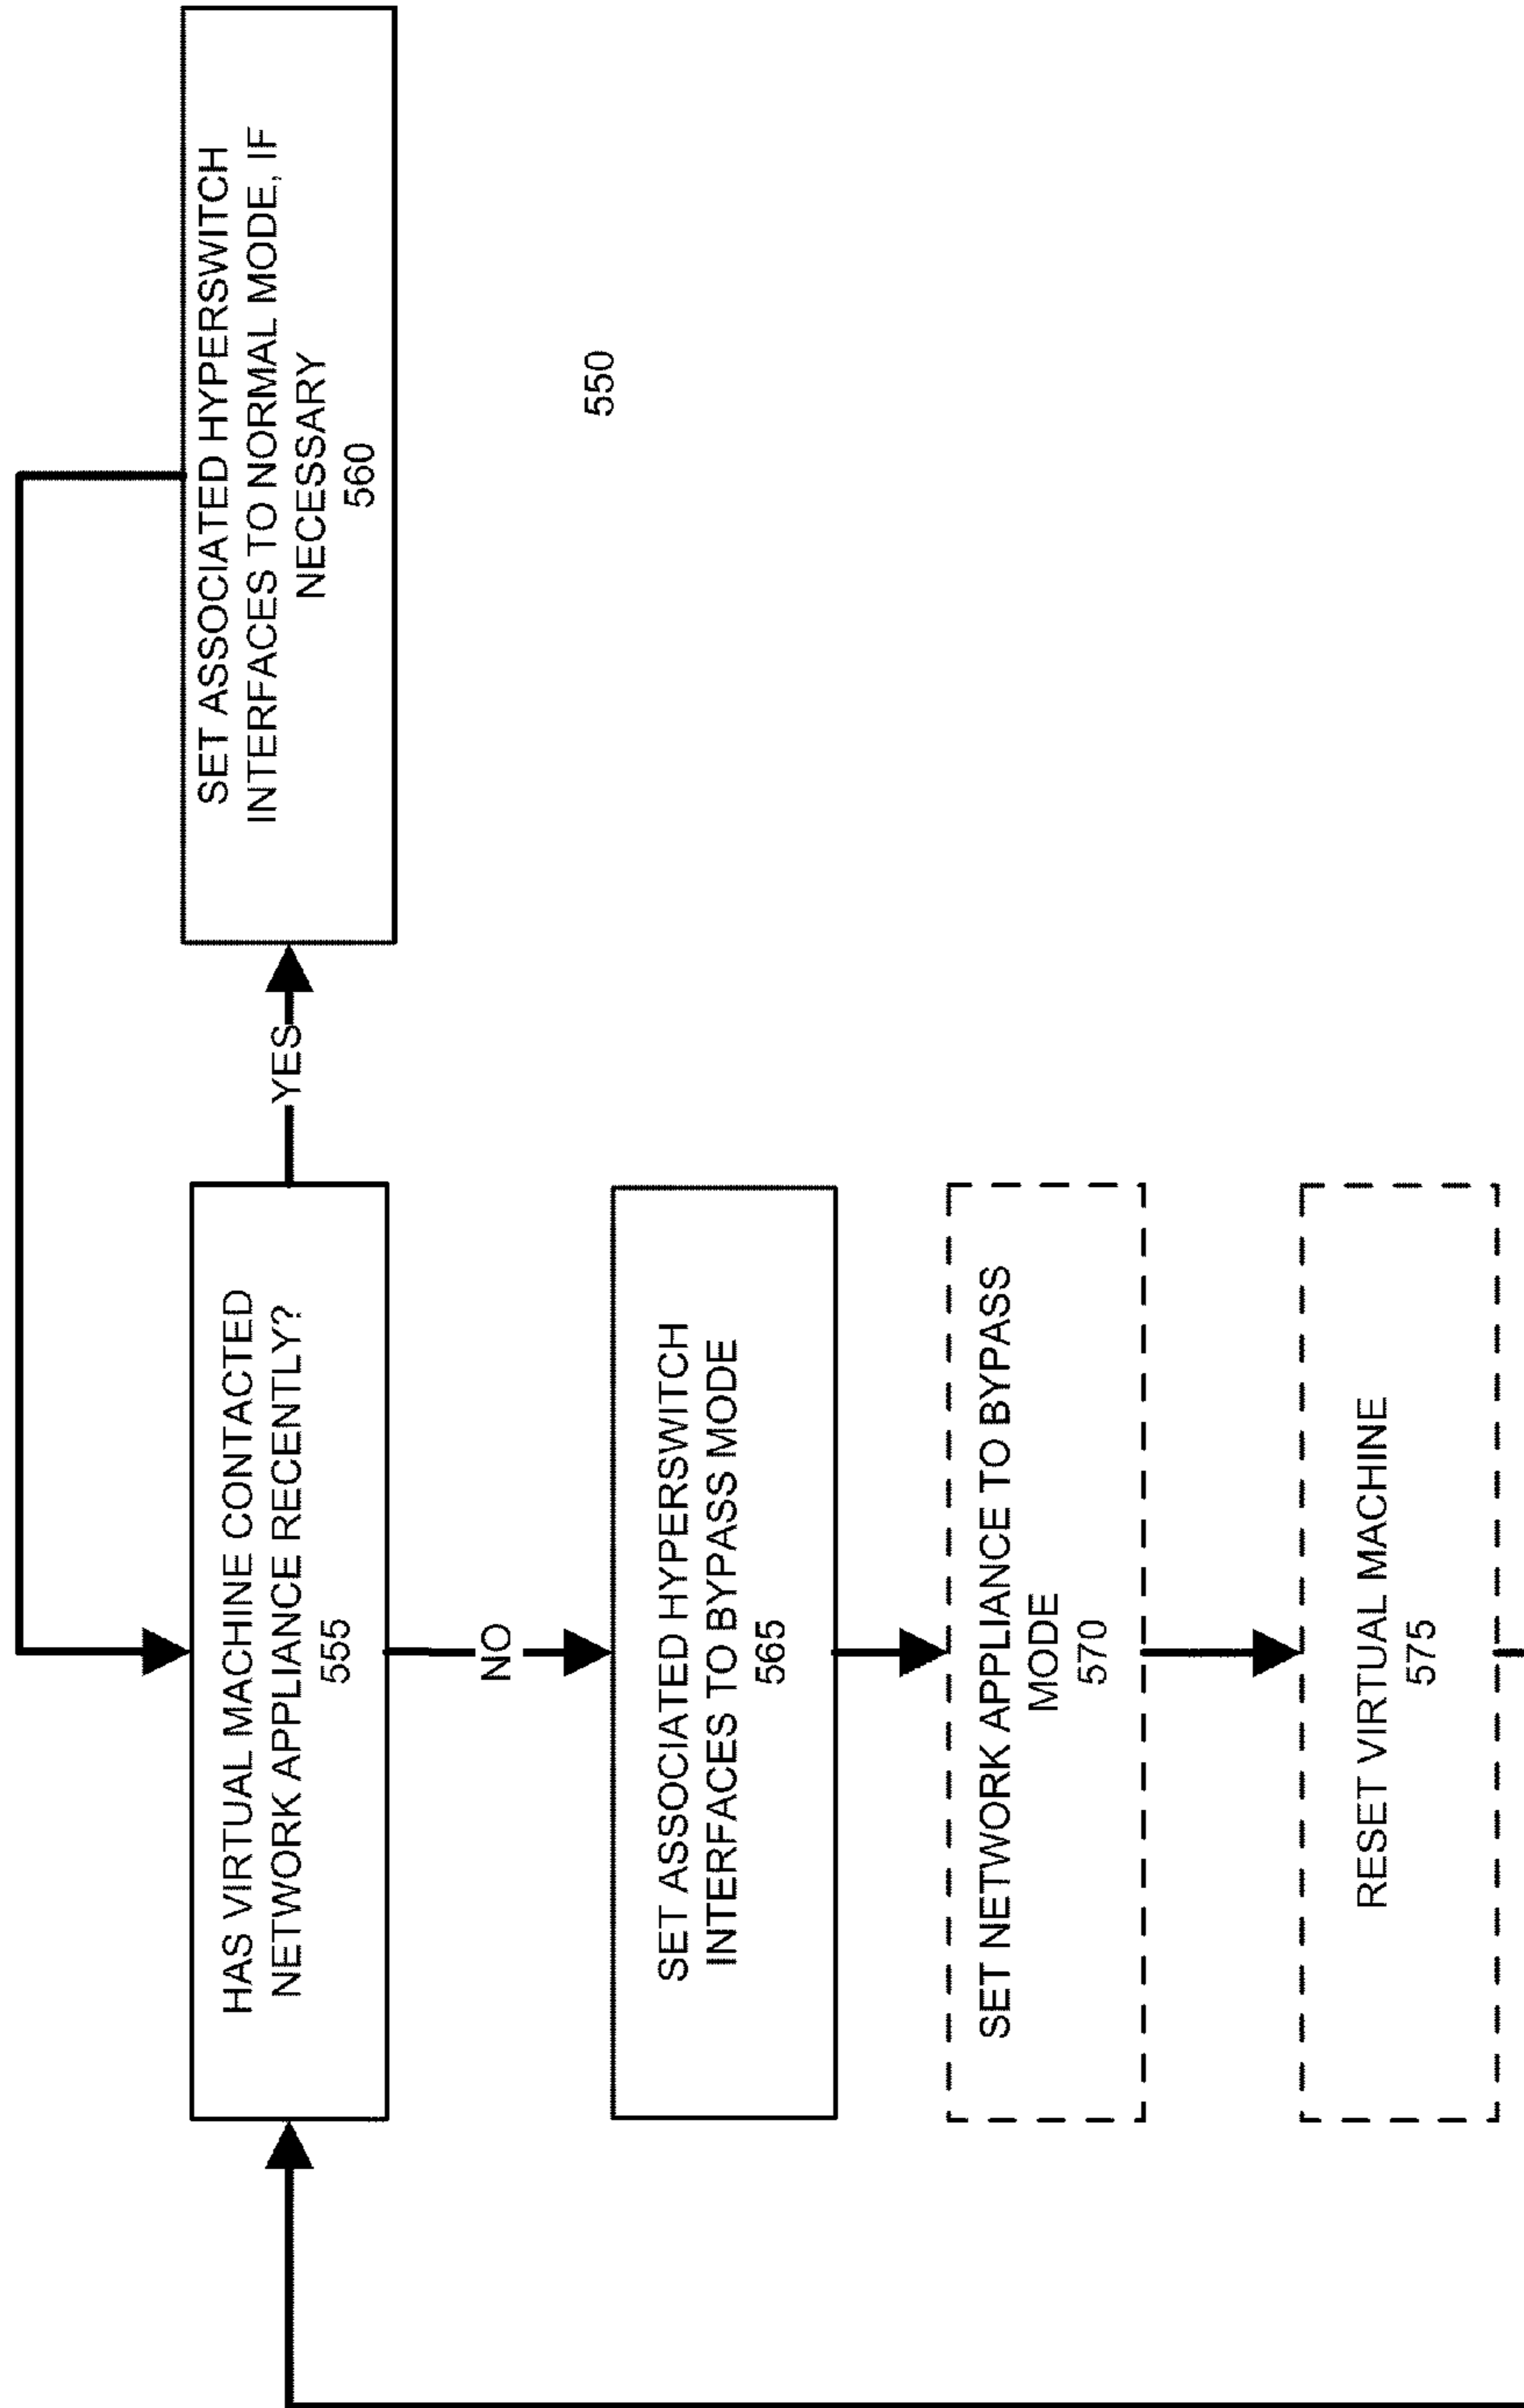 HAS VIRTUAL MACHINE CONTACTED
NETWORK APPLIANCE RECENTLY?
555
YES
SET ASSOCIATED HYPERSWITCH
INTERFACES TO NORMAL MODE, IF
NECESSARY
560
NO
SET ASSOCIATED HYPERSWITCH
INTERFACES TO BYPASS MODE
565
550
SET NETWORK APPLIANCE TO BYPASS
MODE
570
RESET VIRTUAL MACHINE
575